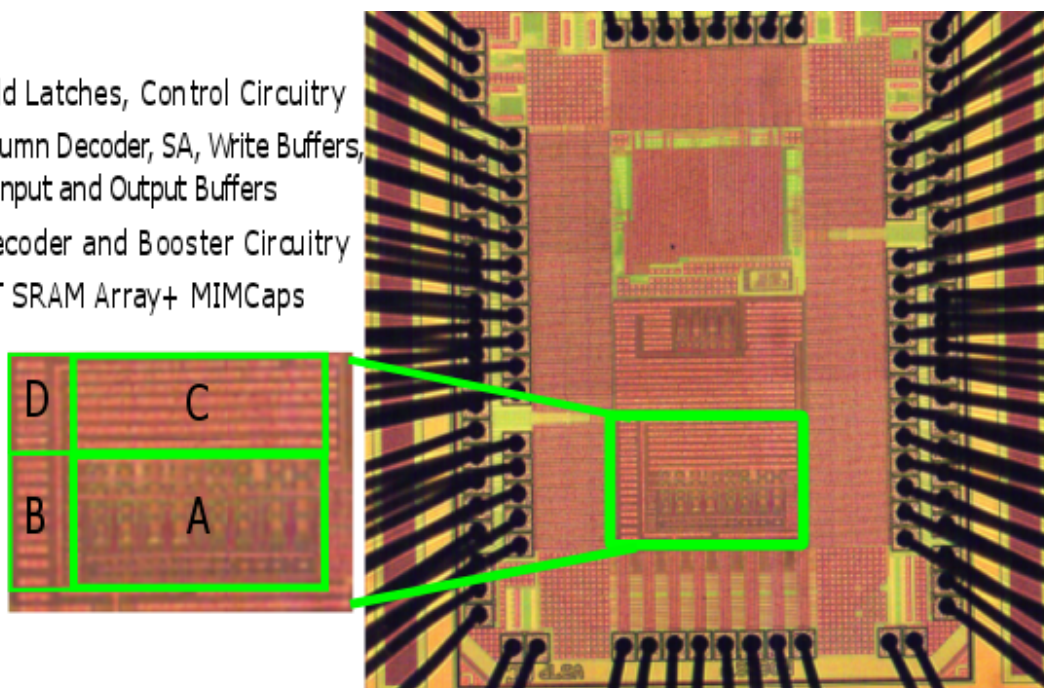 ld Latches, Control Circuitry
umn Decoder, SA, Write Buffers,
nput and Output Buffers
ecoder and Booster Circuitry
T SRAM Array+ MIMCaps
D C
B A